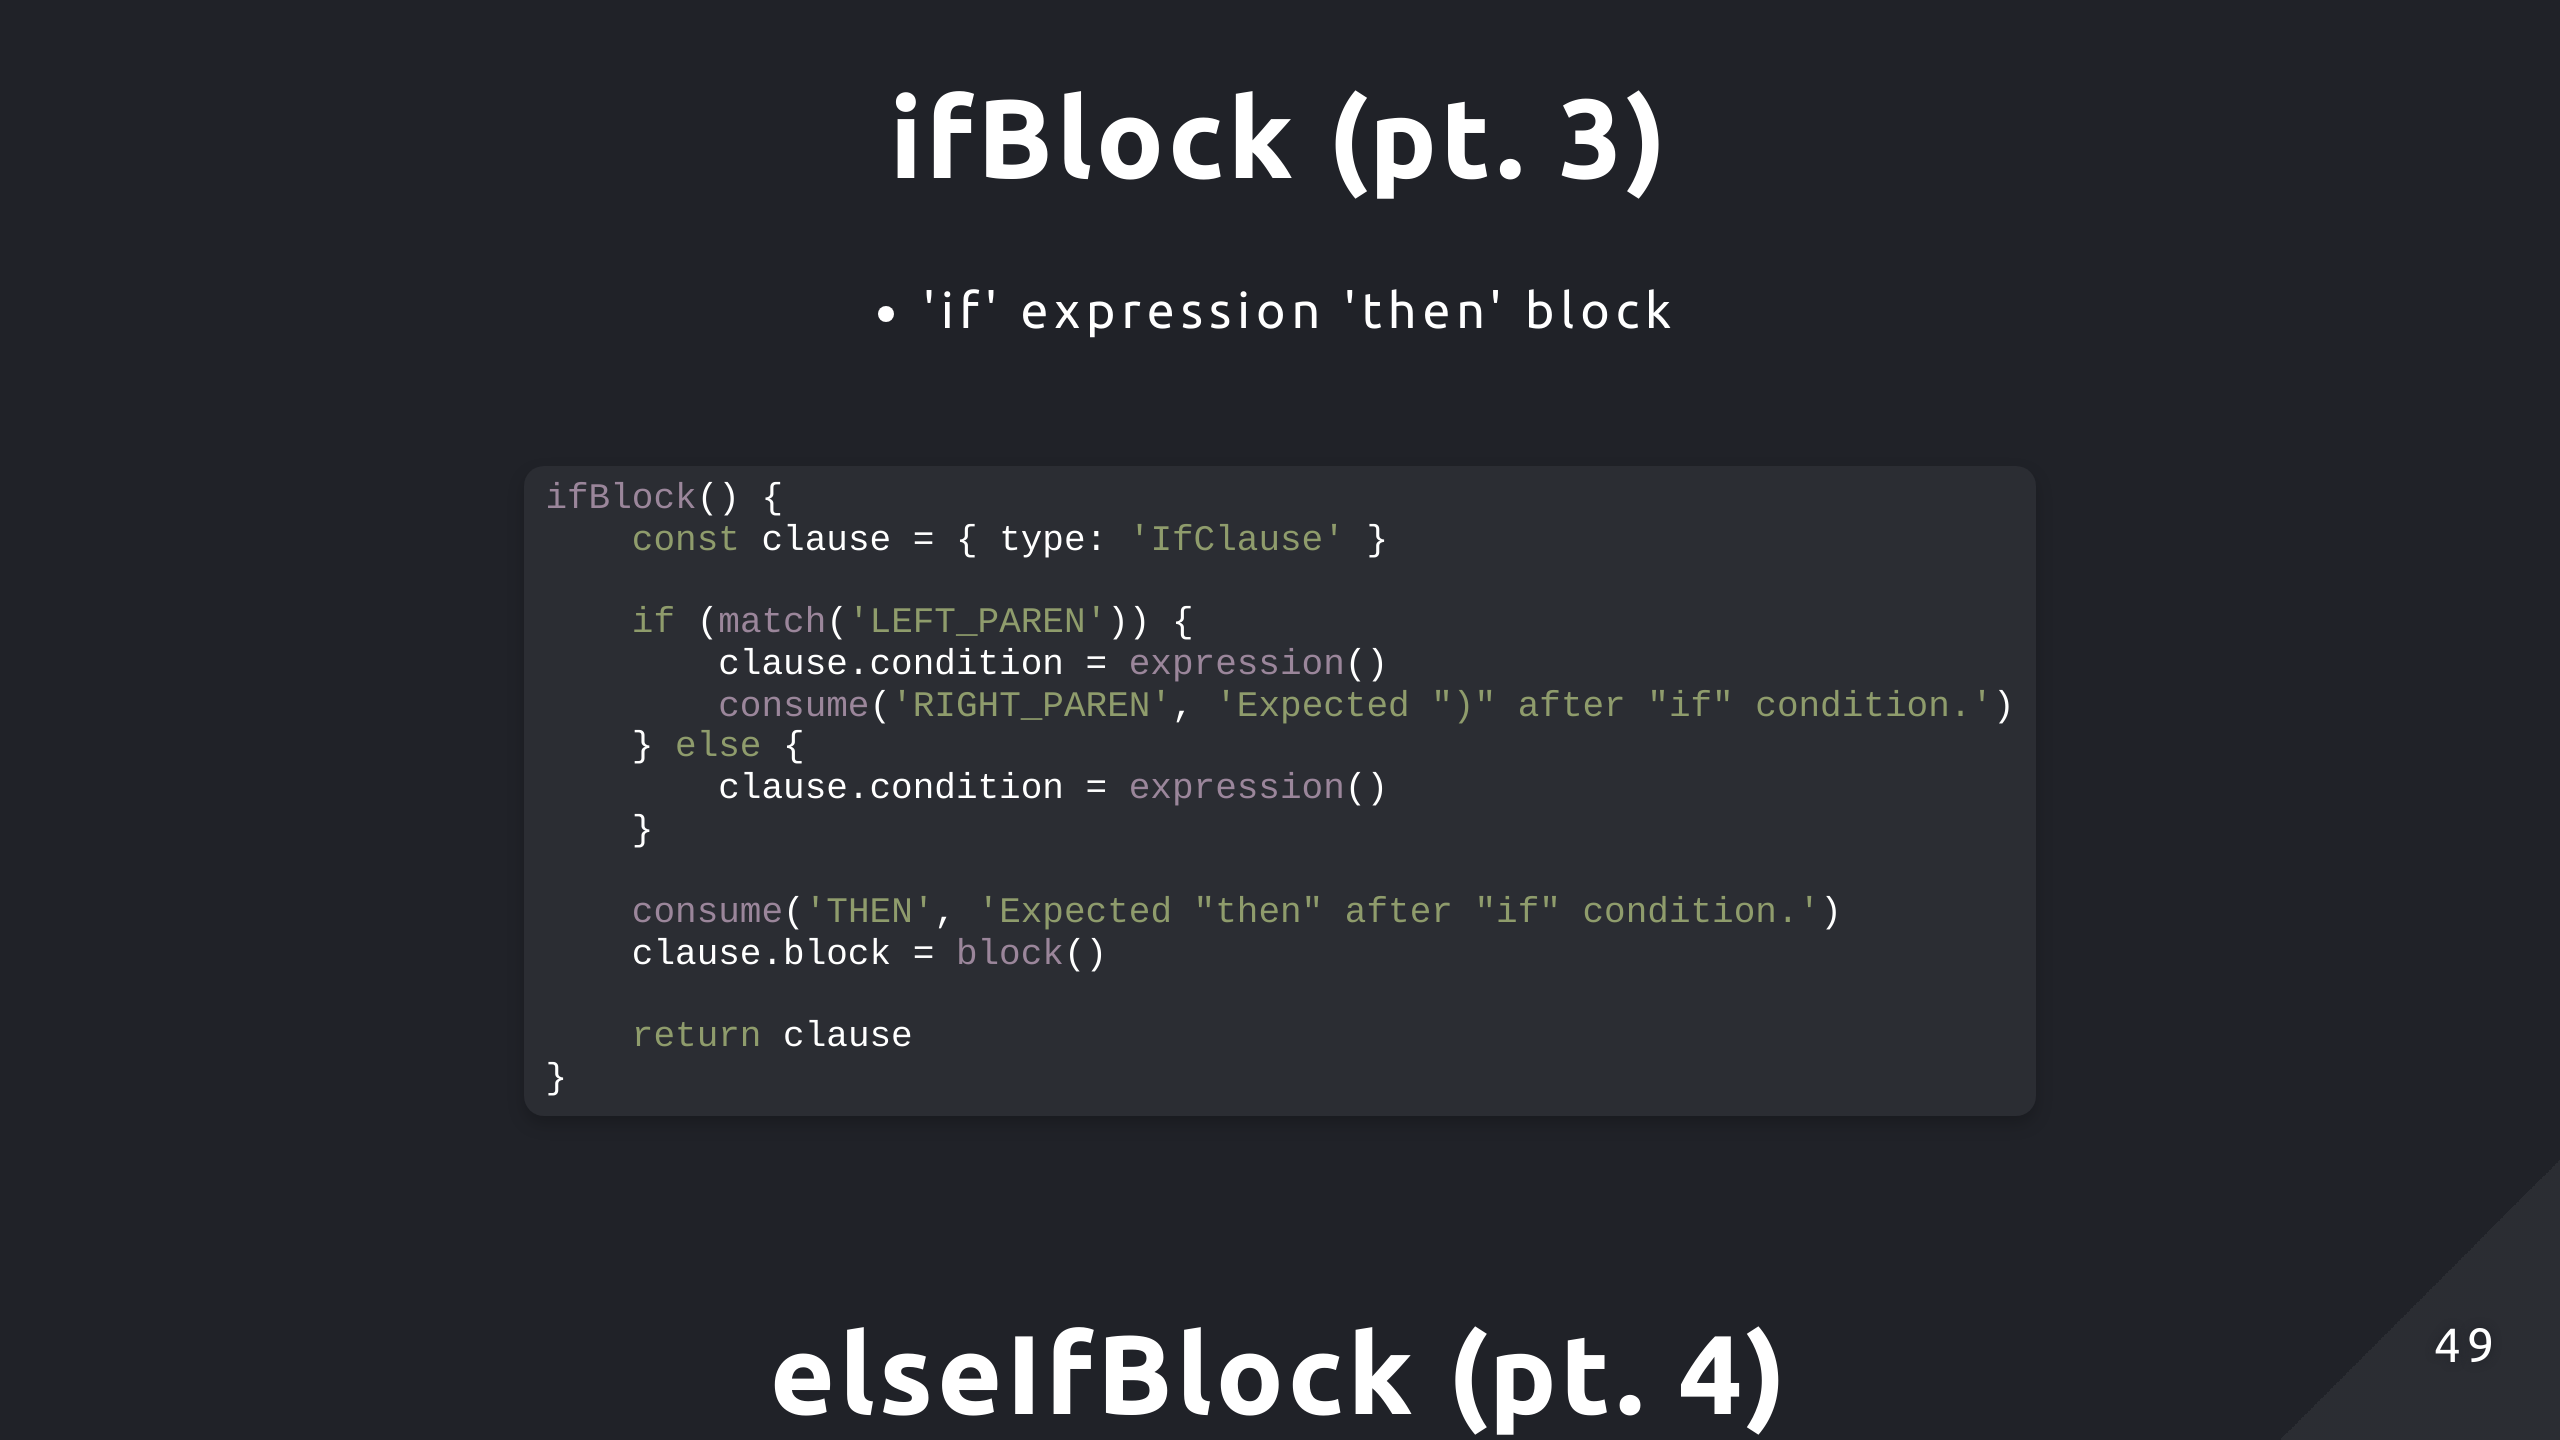 ifBlock (pt. 3)
• 'if' expression 'then' block
ifBlock() {
    const clause = { type: 'IfClause' }
    if (match('LEFT_PAREN')) {
        clause.condition = expression()
        consume('RIGHT_PAREN', 'Expected ")" after "if" condition.')
    } else {
        clause.condition = expression()
    }
    consume('THEN', 'Expected "then" after "if" condition.')
    clause.block = block()
    return clause
}
elseIfBlock (pt. 4)
49